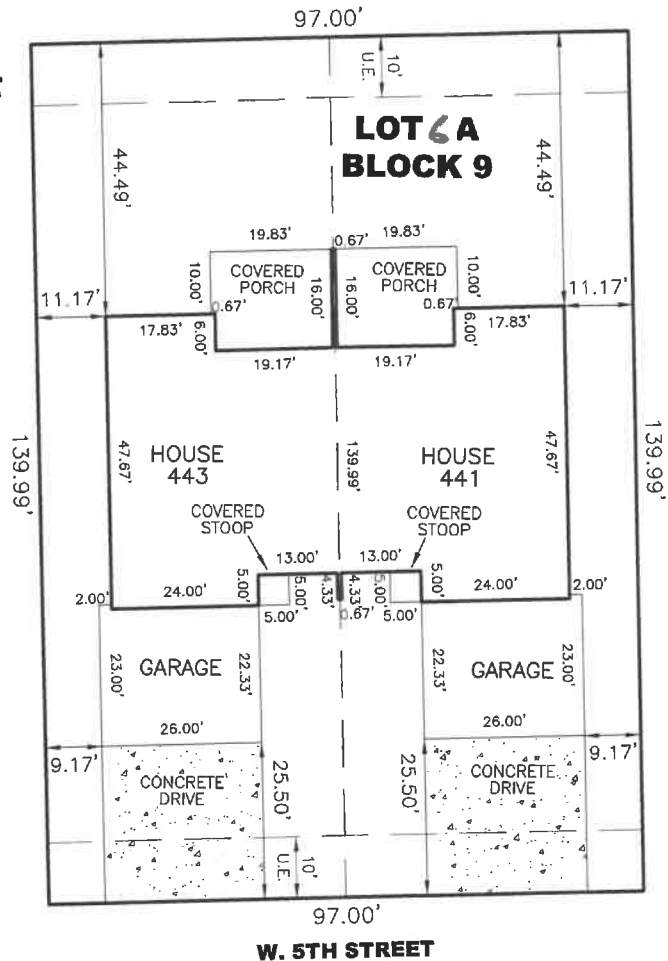 97.00'
10'
U.E.
LOT 6 A
BLOCK 9
44.49'
44.49'
19.83'
0.67'
19.83'
COVERED
PORCH
COVERED
PORCH
10.00'
16.00'
16.00'
10.00'
11.17'
0.67'
0.67'
11.17'
17.83'
6.00'
6.00'
17.83'
19.17'
19.17'
139.99'
47.67'
HOUSE
443
139.99'
HOUSE
441
47.67'
139.99'
COVERED
STOOP
COVERED
STOOP
13.00'
13.00'
2.00'
24.00'
5.00'
5.00'
4.33'
4.33'
5.00'
5.00'
24.00'
2.00'
5.00'
0.67'
5.00'
23.00'
GARAGE
22.33'
22.33'
GARAGE
23.00'
26.00'
26.00'
9.17'
CONCRETE
DRIVE
25.50'
25.50'
CONCRETE
DRIVE
9.17'
10'
U.E.
97.00'
W. 5TH STREET